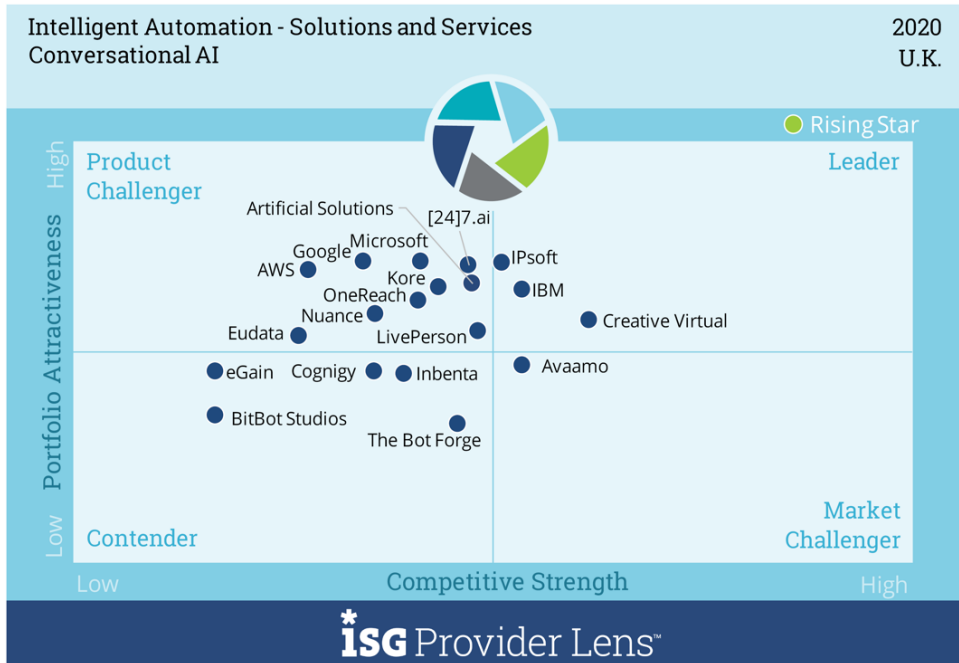 Intelligent Automation - Solutions and Services
2020
Conversational AI
U.K.
Rising Star
High
Product
Challenger
Leader
Artificial Solutions
[24]7.ai
Microsoft
Google
IPsoft
AWS
Kore
IBM
OneReach
Nuance
Creative Virtual
Eudata
LivePerson
Portfolio Attractiveness
eGain
Cognigy
Inbenta
Avaamo
BitBot Studios
The Bot Forge
Low
Contender
Market
Challenger
Low
Competitive Strength
High
iSG Provider Lens™